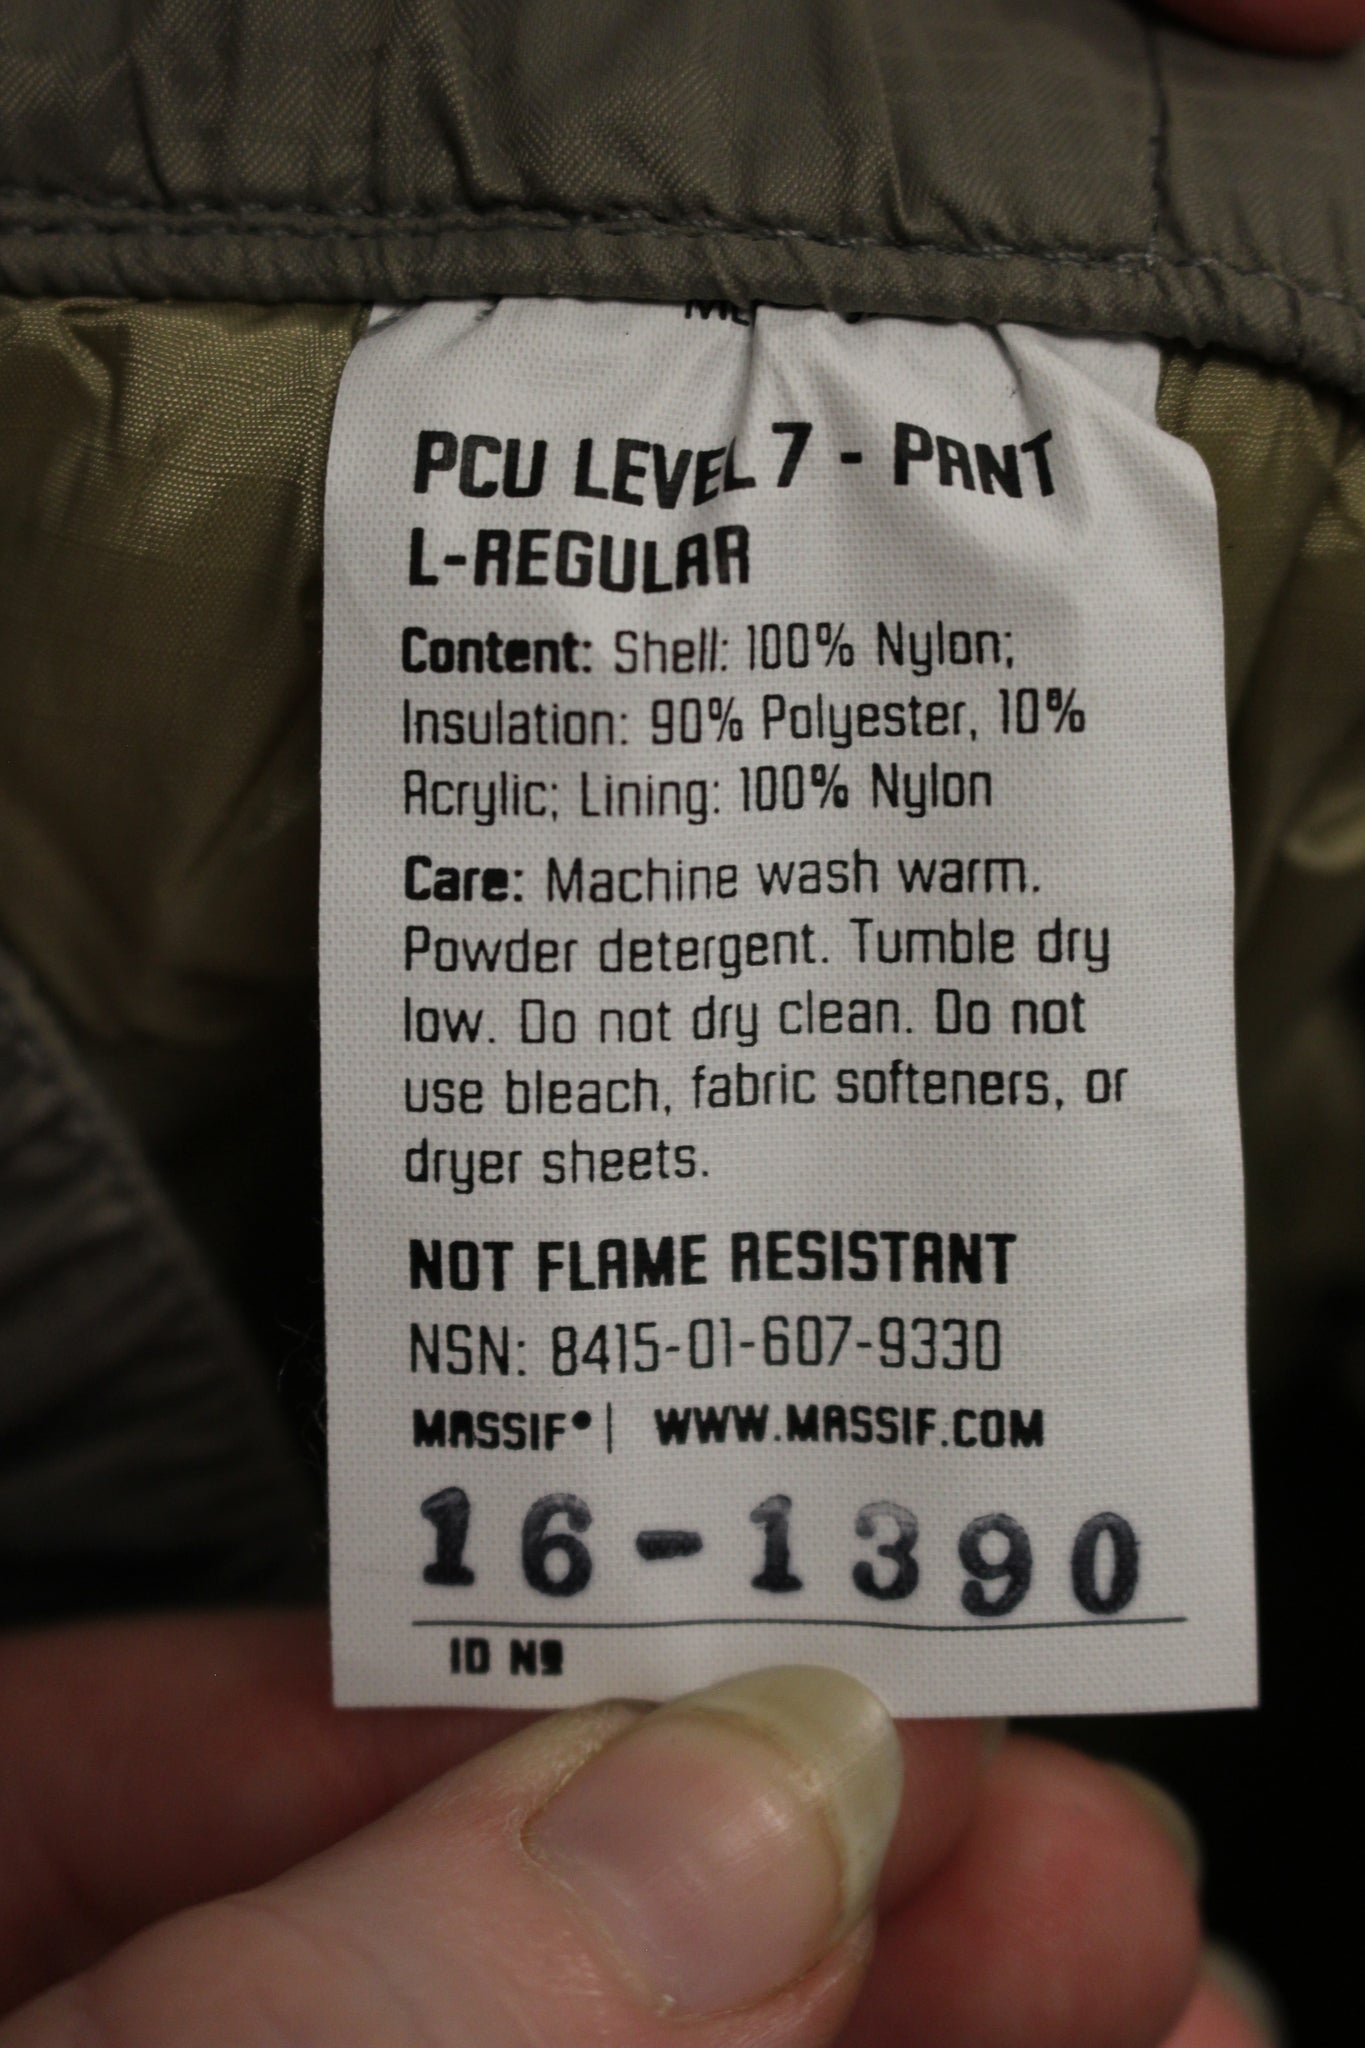 PCU LEVEL 7 - PANT
L-REGULAR
Content: Shell: 100% Nylon;
Insulation: 90% Polyester, 10%
Acrylic; Lining: 100% Nylon
Care: Machine wash warm.
Powder detergent. Tumble dry
low. Do not dry clean. Do not
use bleach, fabric softeners, or
dryer sheets.
NOT FLAME RESISTANT
NSN: 8415-01-607-9330
MASSIF® | WWW.MASSIF.COM
16-1390
ID Nº